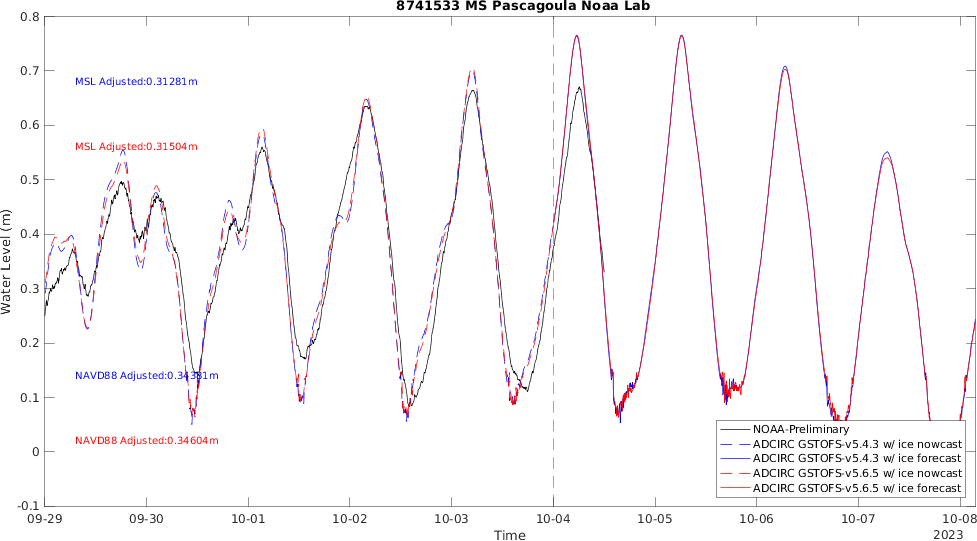 8741533 MS Pascagoula Noaa Lab
0.8
0.7
0.6
0.5
0.4
0.3
0.2
0.1
0
-0.1
Water Level (m)
MSL Adjusted:0.31281m
MSL Adjusted:0.31504m
NAVD88 Adjusted:0.34381m
NAVD88 Adjusted:0.34604m
NOAA-Preliminary
ADCIRC GSTOFS-v5.4.3 w/ ice nowcast
ADCIRC GSTOFS-v5.4.3 w/ ice forecast
ADCIRC GSTOFS-v5.6.5 w/ ice nowcast
ADCIRC GSTOFS-v5.6.5 w/ ice forecast
09-29 09-30 10-01 10-02 10-03 10-04 10-05 10-06 10-07 10-08
Time
2023